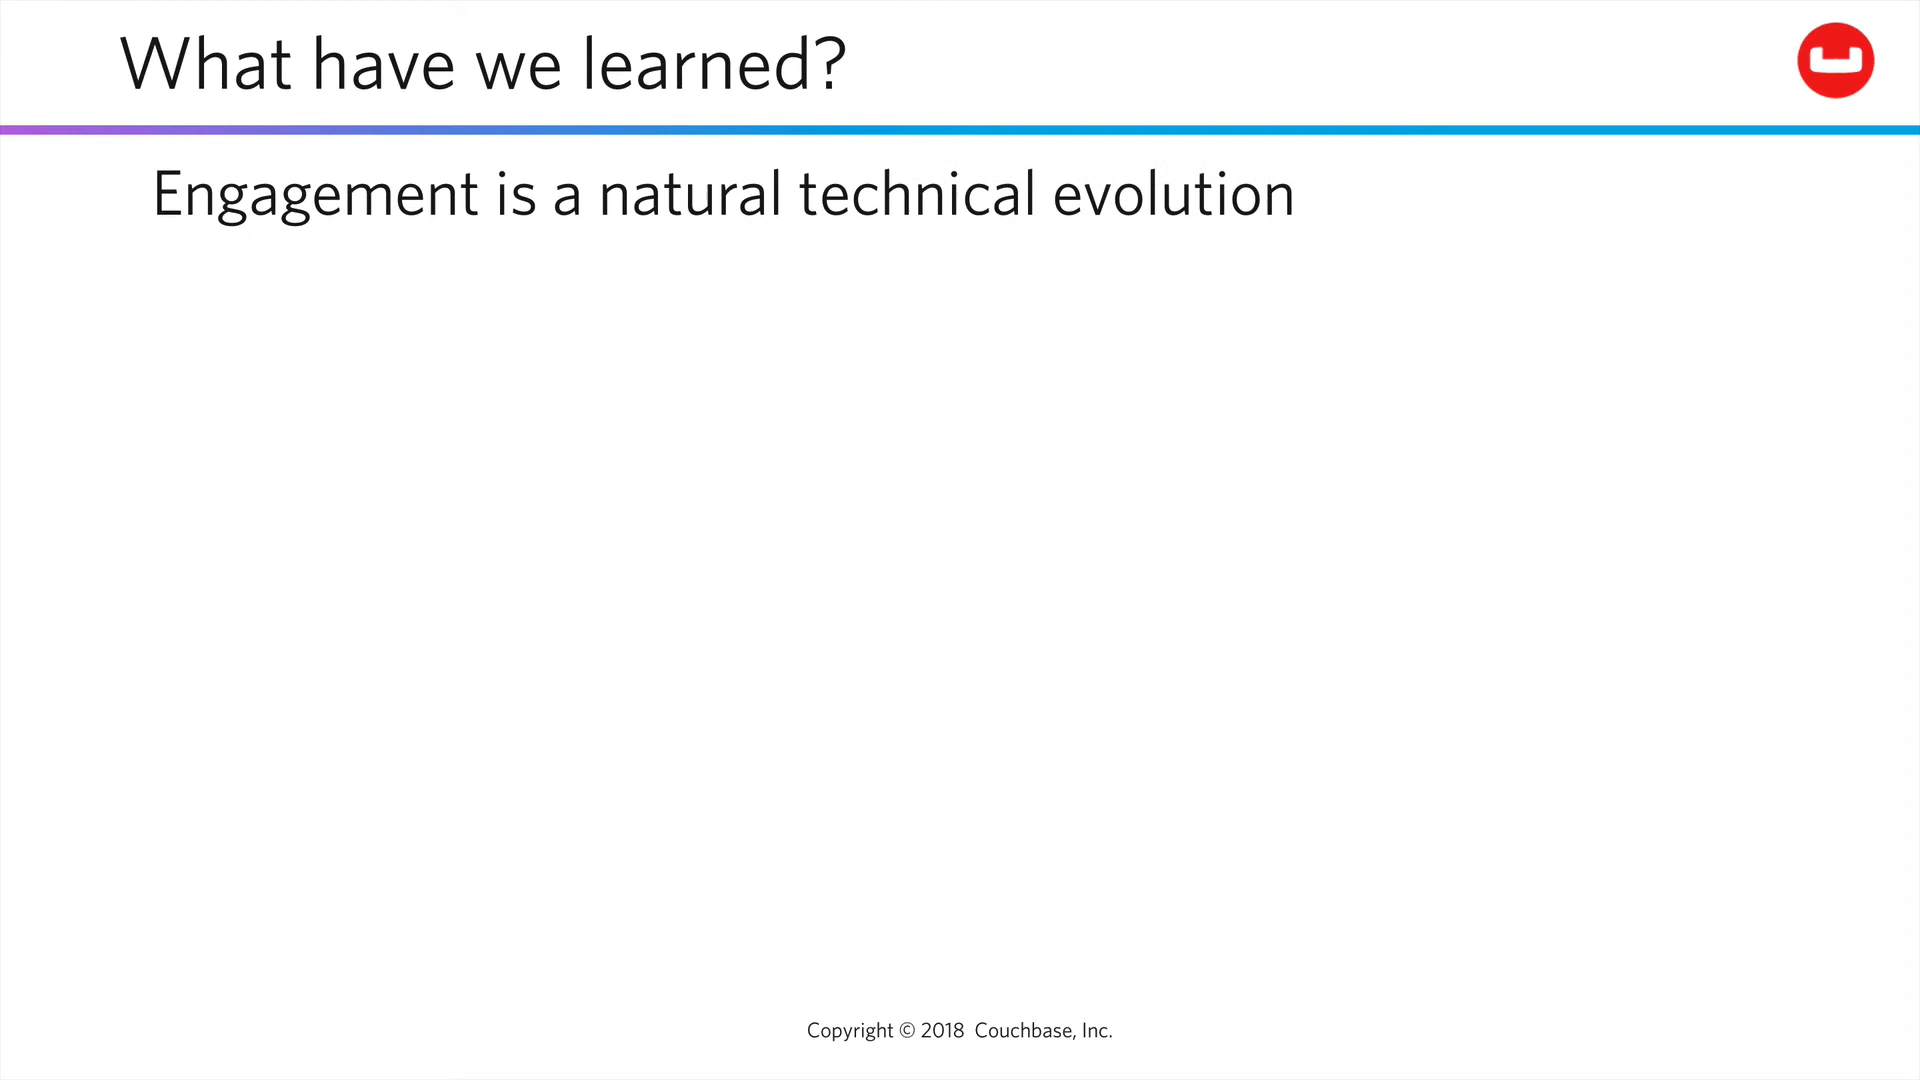 What have we learned?
Engagement is a natural technical evolution
Copyright © 2018 Couchbase, Inc.